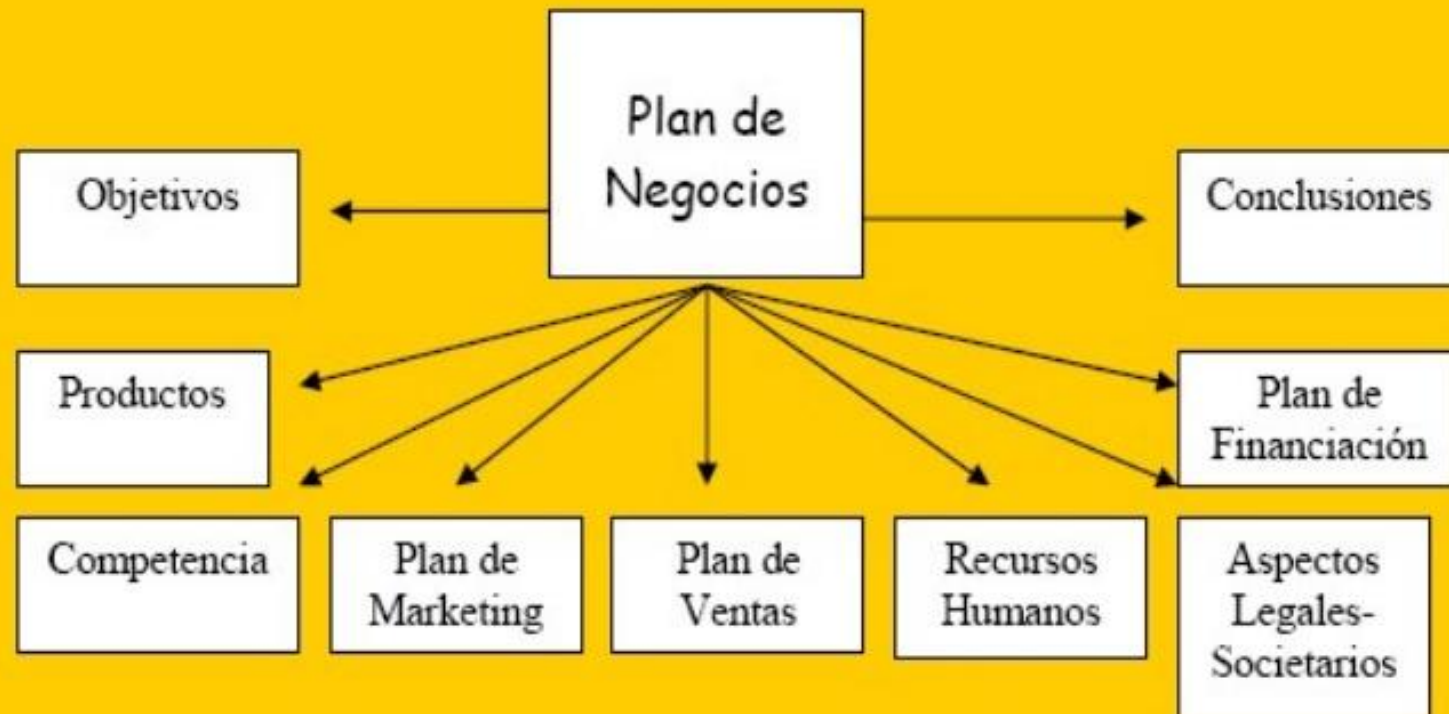 Plan de
Negocios
Objetivos
Conclusiones
Productos
Plan de
Financiación
Competencia
Plan de
Marketing
Plan de
Ventas
Recursos
Humanos
Aspectos
Legales-
Societarios